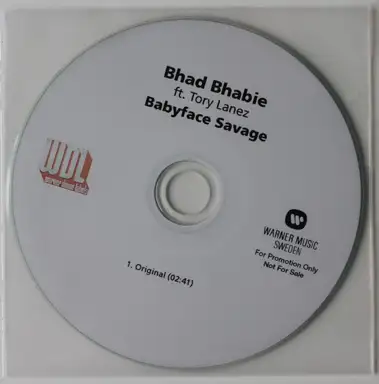 Bhad Bhabie
ft. Tory Lanez
Babyface Savage
WDL
WARNER MUSIC
SWEDEN
For Promotion Only
Not For Sale
1. Original (02:41)